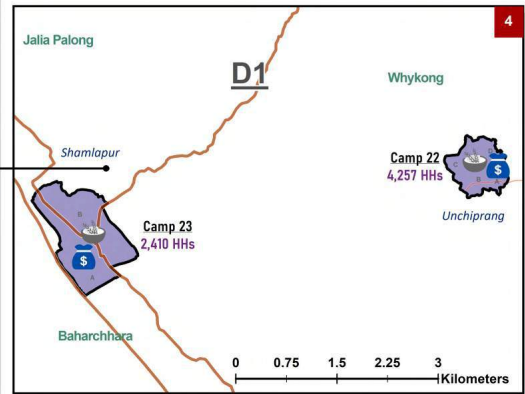 4
Jalia Palong
D1
Whykong
Shamlapur
Camp 22
4,257 HHs
C
B
A
$
Unchiprang
B
Camp 23
2,410 HHs
$
A
Baharchhara
0 0.75 1.5 2.25 3
Kilometers